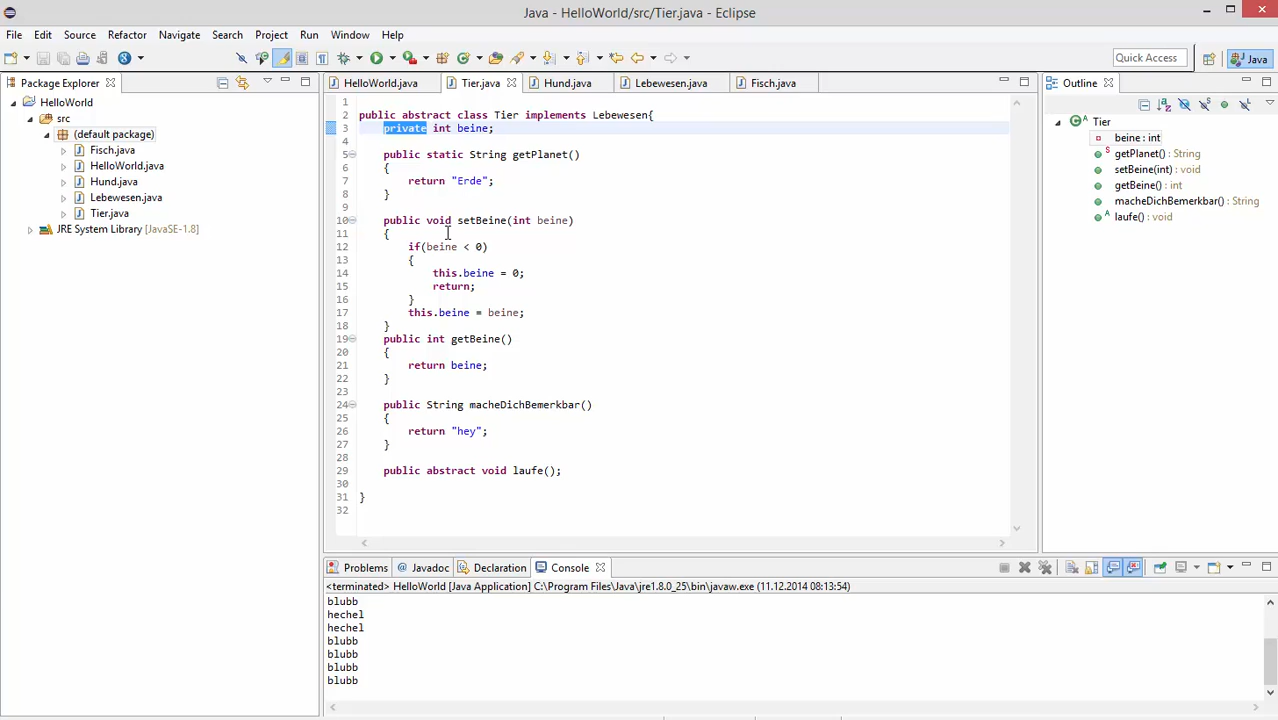 Java - HelloWorld/src/Tier.java - Eclipse
File Edit Source Refactor Navigate Search Project Run Window Help
Quick Access Java
Package Explorer
HelloWorld
src
(default package)
Fisch.java
HelloWorld.java
Hund.java
Lebewesen.java
Tier.java
JRE System Library [JavaSE-1.8]
HelloWorld.java Tier.java Hund.java Lebewesen.java Fisch.java
1
2 public abstract class Tier implements Lebewesen{
3 private int beine;
4
5 public static String getPlanet()
6 {
7 return "Erde";
8 }
9
10 public void setBeine(int beine)
11 {
12 if(beine < 0)
13 {
14 this.beine = 0;
15 return;
16 }
17 this.beine = beine;
18 }
19 public int getBeine()
20 {
21 return beine;
22 }
23
24 public String macheDichBemerkbar()
25 {
26 return "hey";
27 }
28
29 public abstract void laufe();
30
31 }
32
Outline
Tier
beine : int
getPlanet() : String
setBeine(int) : void
getBeine() : int
macheDichBemerkbar() : String
laufe() : void
Problems Javadoc Declaration Console
<terminated> HelloWorld [Java Application] C:\Program Files\Java\jre1.8.0_25\bin\javaw.exe (11.12.2014 08:13:54)
blubb
hechel
hechel
blubb
blubb
blubb
blubb